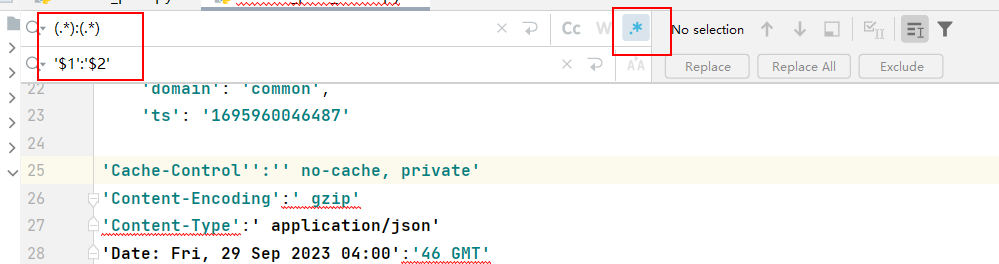 (.*):(.*)
Cc W .* No selection
'$1':'$2'
Replace Replace All Exclude
22 'domain': 'common',
23 'ts': '1695960046487'
24
25 'Cache-Control'':'' no-cache, private'
26 'Content-Encoding':' gzip'
27 'Content-Type':' application/json'
28 'Date: Fri, 29 Sep 2023 04:00':'46 GMT'